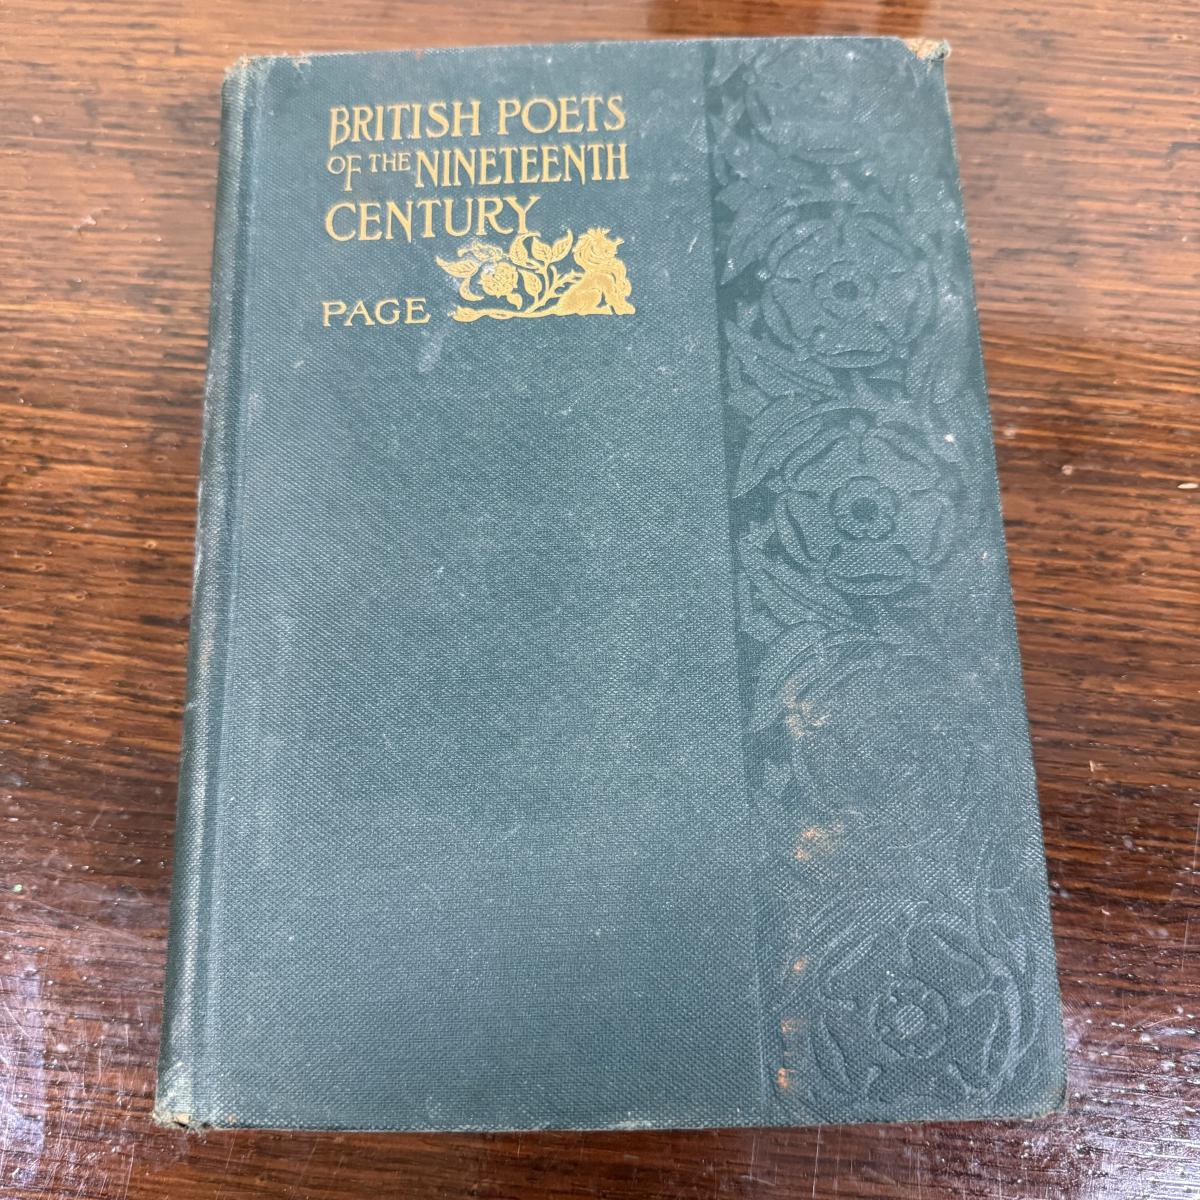 BRITISH POETS
OF THE NINETEENTH
CENTURY
PAGE